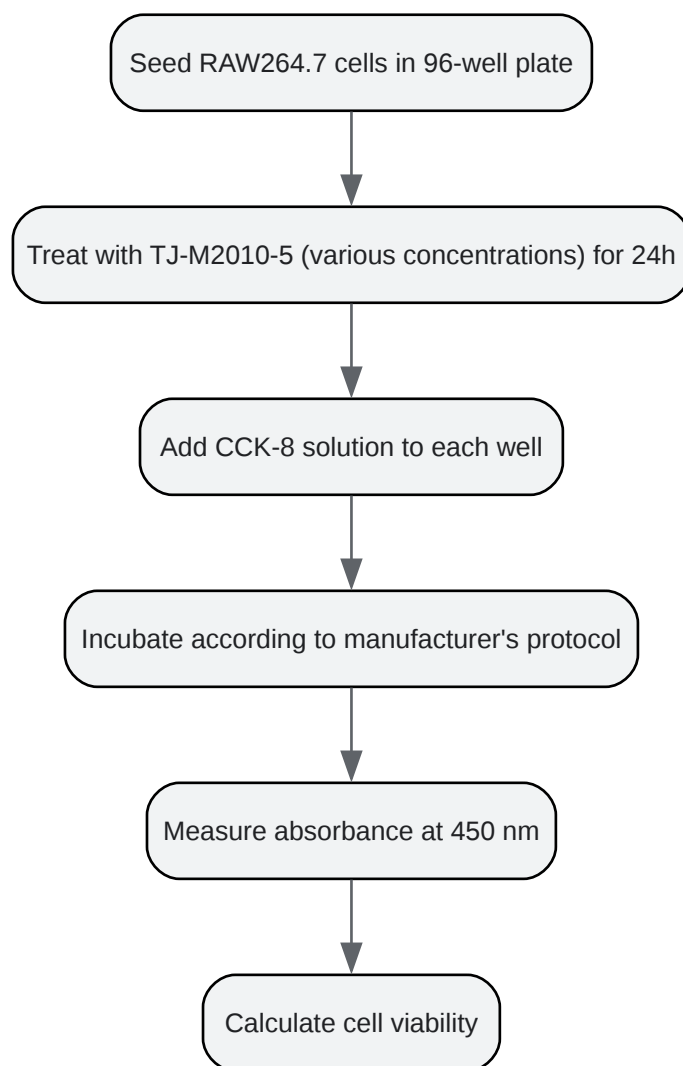 Seed RAW264.7 cells in 96-well plate
Treat with TJ-M2010-5 (various concentrations) for 24h
Add CCK-8 solution to each well
Incubate according to manufacturer's protocol
Measure absorbance at 450 nm
Calculate cell viability